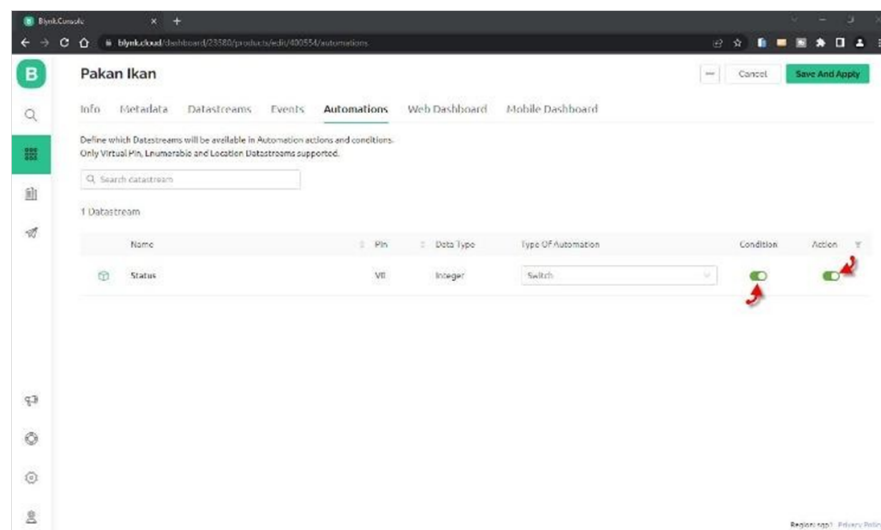 Blynk.Console
blynk.cloud/dashboard/23580/products/edit/400554/automations
B
Pakan Ikan
Cancel
Save And Apply
Info Metadata Datastreams Events Automations Web Dashboard Mobile Dashboard
Define which Datastreams will be available in Automation actions and conditions.
Only Virtual Pin, Enumerable and Location Datastreams supported.
Search datastream
1 Datastream
Name Pin Data Type Type Of Automation Condition Action
Status Integer Switch
Region: sgp1 Privacy Policy